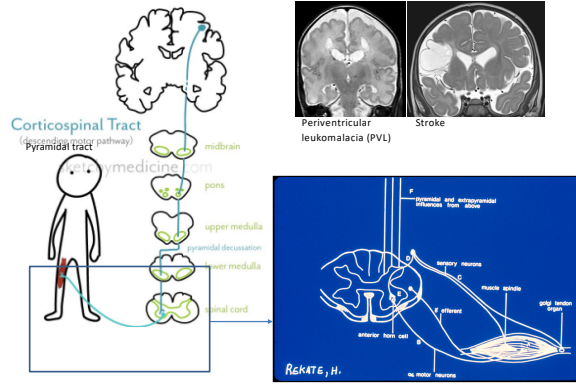 Periventricular
leukomalacia (PVL)
Stroke
Corticospinal Tract
(descending motor pathway)
Pyramidal tract
midbrain
pons
upper medulla
pyramidal decussation
lower medulla
spinal cord
F
pyramidal and extrapyramidal
influences from above
D
sensory neurons
C
muscle spindle
golgi tendon
organ
E
efferent
anterior horn cell
B
motor neurons
REKATE, H.